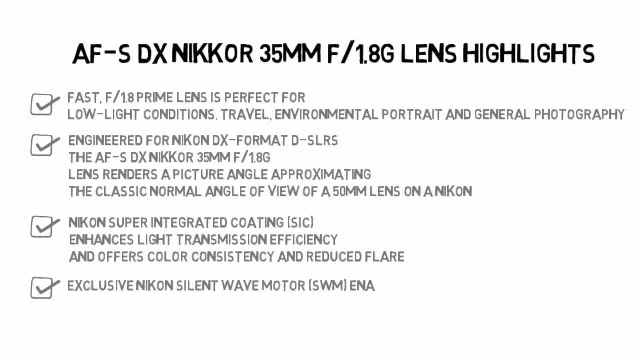 AF-S DX NIKKOR 35MM F/1.8G LENS HIGHLIGHTS
FAST, F/1.8 PRIME LENS IS PERFECT FOR
LOW-LIGHT CONDITIONS, TRAVEL, ENVIRONMENTAL PORTRAIT AND GENERAL PHOTOGRAPHY
ENGINEERED FOR NIKON DX-FORMAT D-SLRS
THE AF-S DX NIKKOR 35MM F/1.8G
LENS RENDERS A PICTURE ANGLE APPROXIMATING
THE CLASSIC NORMAL ANGLE OF VIEW OF A 50MM LENS ON A NIKON
NIKON SUPER INTEGRATED COATING (SIC)
ENHANCES LIGHT TRANSMISSION EFFICIENCY
AND OFFERS COLOR CONSISTENCY AND REDUCED FLARE
EXCLUSIVE NIKON SILENT WAVE MOTOR (SWM) ENA